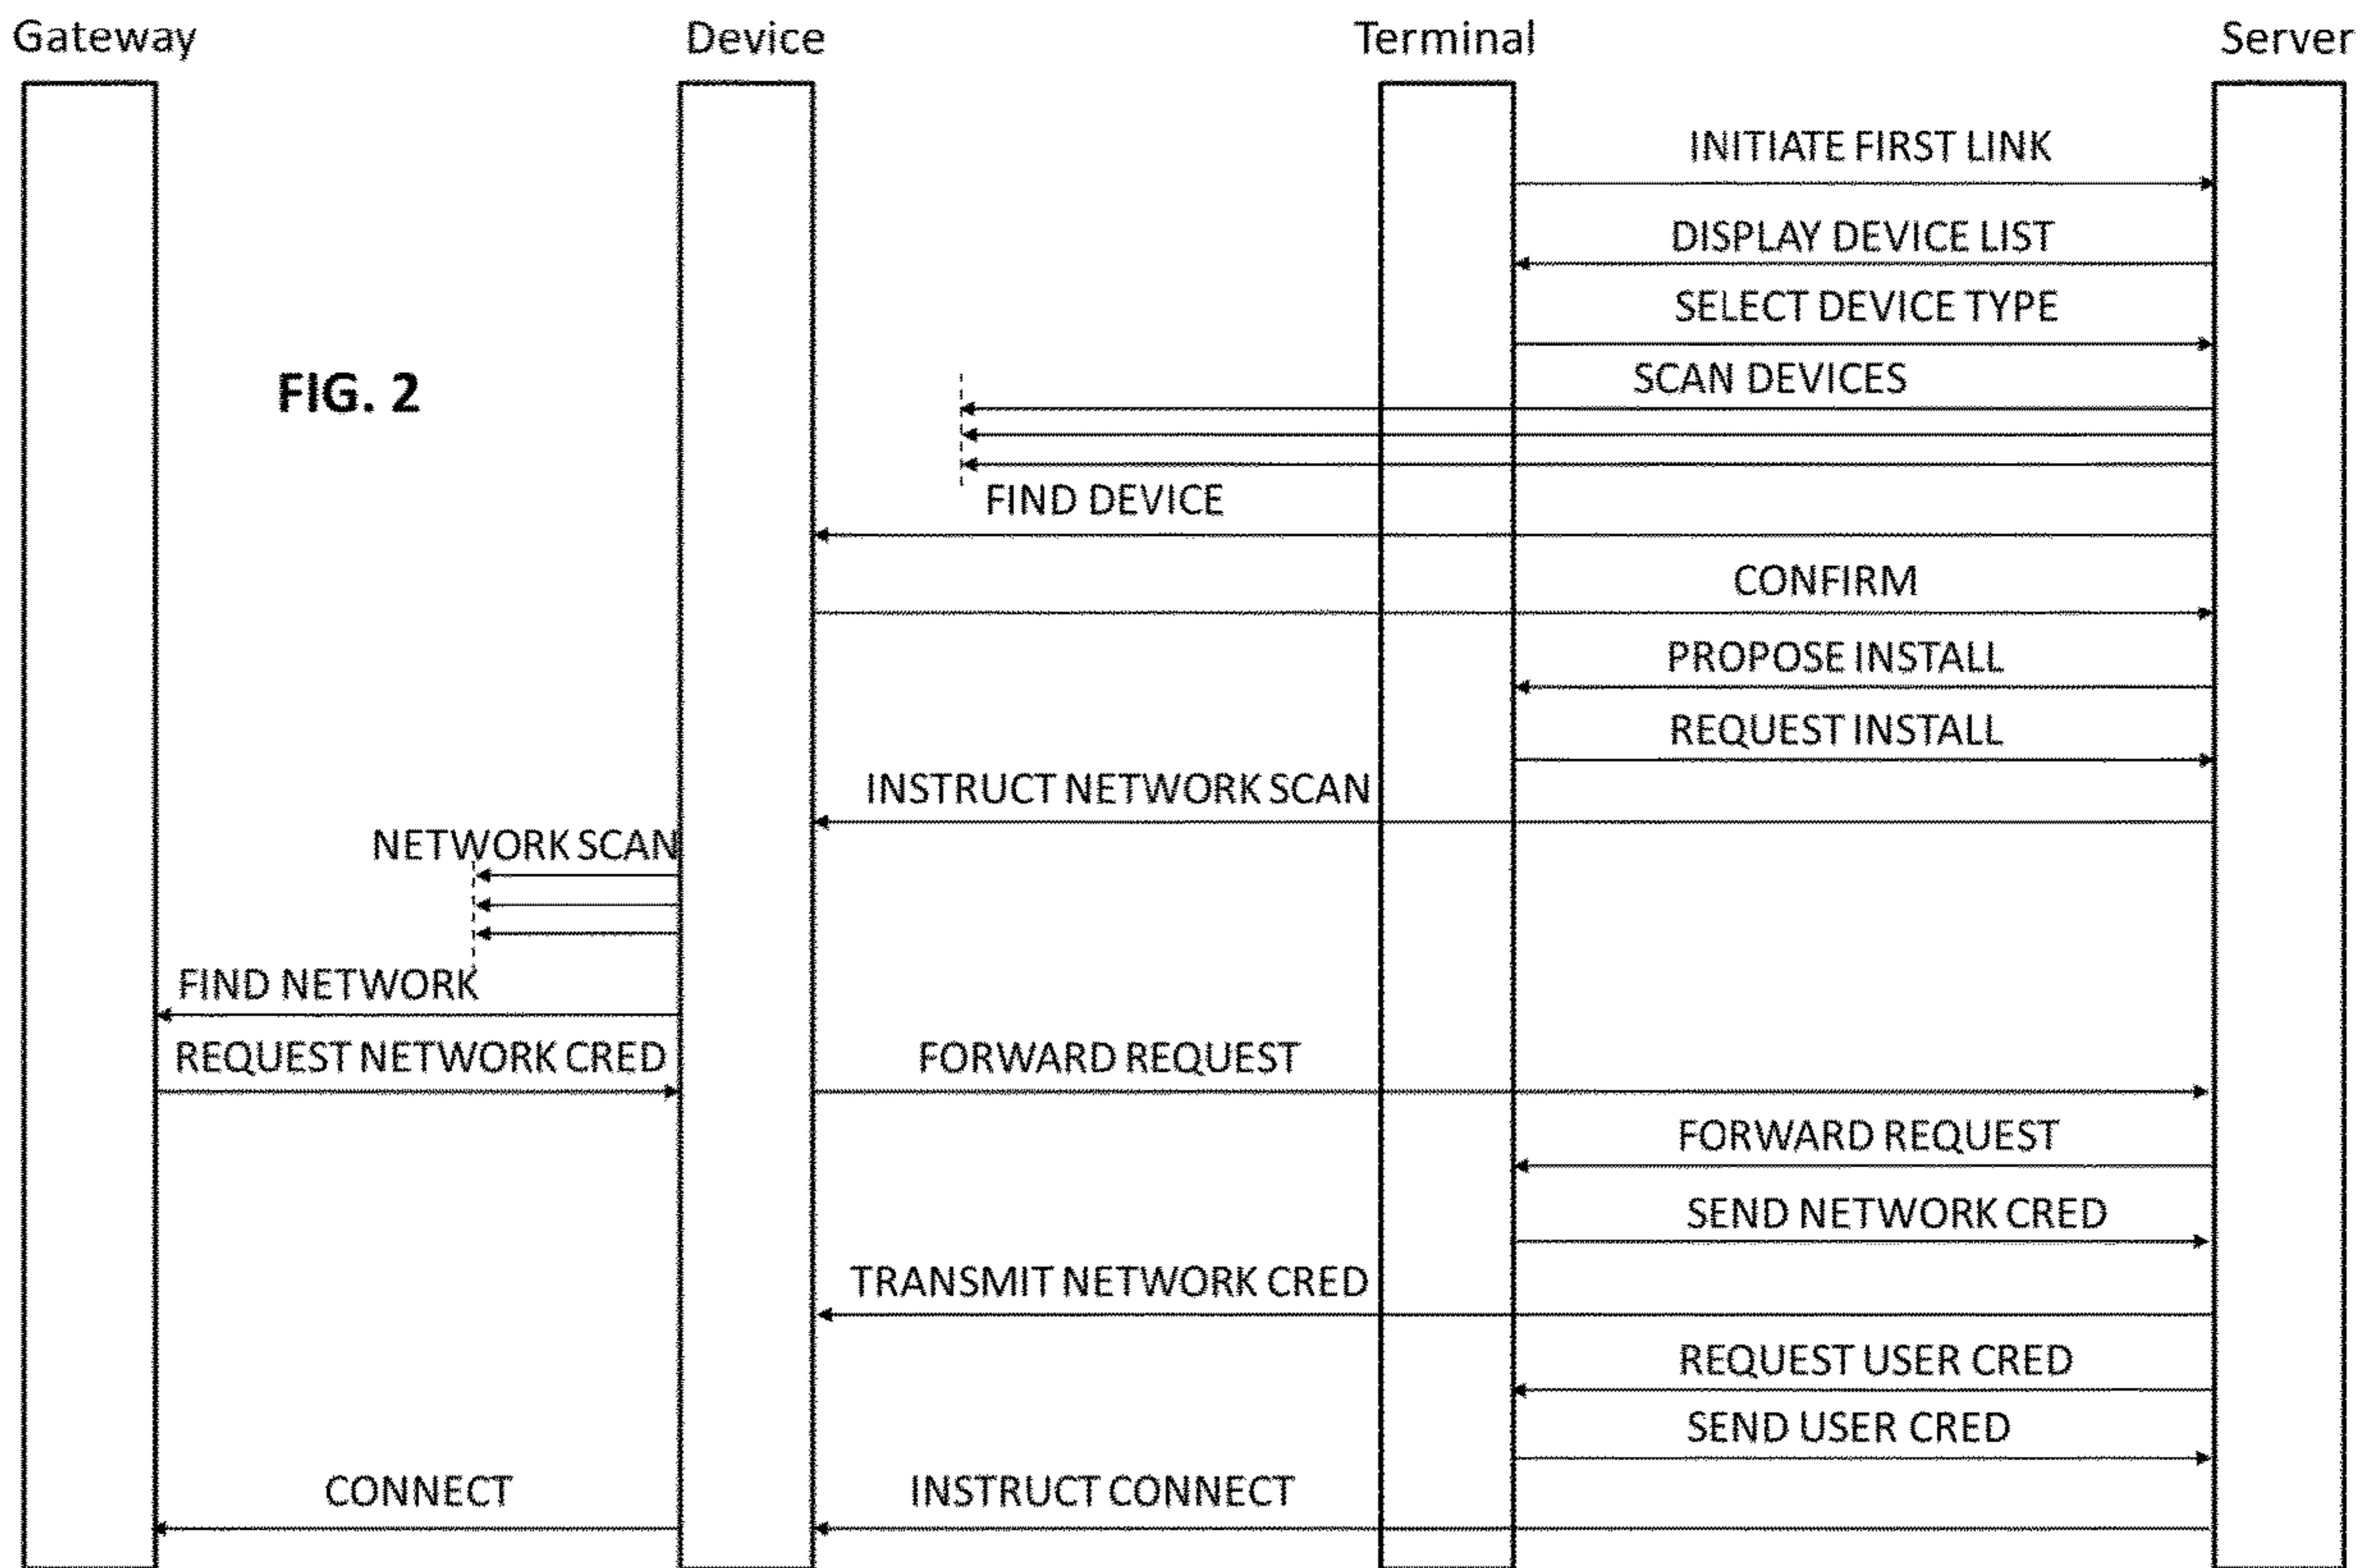 Gateway
Device
Terminal
Server
INITIATE FIRST LINK
DISPLAY DEVICE LIST
SELECT DEVICE TYPE
FIG. 2
SCAN DEVICES
FIND DEVICE
CONFIRM
PROPOSE INSTALL
REQUEST INSTALL
INSTRUCT NETWORK SCAN
NETWORK SCAN
FIND NETWORK
REQUEST NETWORK CRED
FORWARD REQUEST
FORWARD REQUEST
SEND NETWORK CRED
TRANSMIT NETWORK CRED
REQUEST USER CRED
SEND USER CRED
CONNECT
INSTRUCT CONNECT